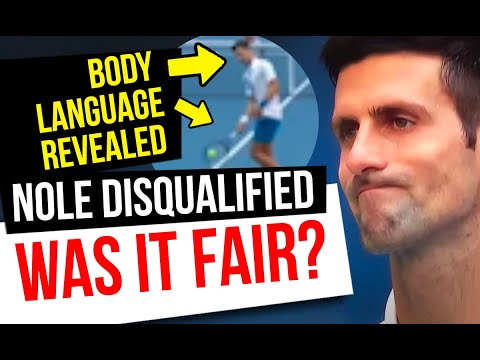 BODY
LANGUAGE
REVEALED
NOLE DISQUALIFIED
WAS IT FAIR?